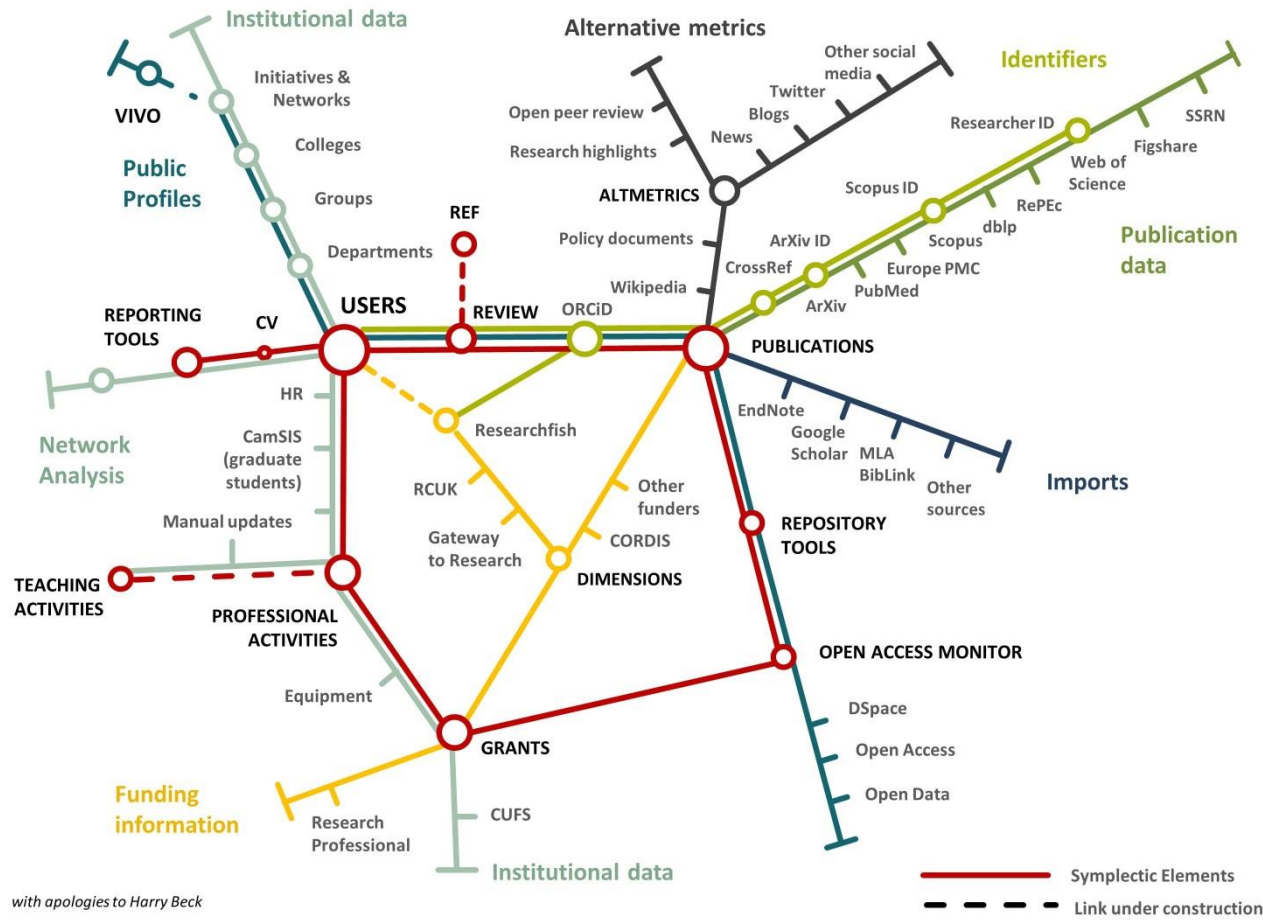 Institutional data
Alternative metrics
Other social
media
Identifiers
Initiatives &
Networks
VIVO
Open peer review
Twitter
Blogs
News
Researcher ID
SSRN
Figshare
Colleges
Research highlights
Web of
Science
Public
Profiles
Groups
ALTMETRICS
Scopus ID
RePEc
dblp
REF
Departments
Policy documents
ArXiv ID
Scopus
Publication
data
CrossRef
Europe PMC
PubMed
Wikipedia
ArXiv
USERS
REPORTING
TOOLS
CV
REVIEW
ORCiD
PUBLICATIONS
HR
EndNote
Google
Scholar
Network
Analysis
CamSIS
(graduate
students)
Researchfish
MLA
BibLink
Other
sources
Imports
RCUK
Other
funders
Manual updates
Gateway
to Research
CORDIS
REPOSITORY
TOOLS
TEACHING
ACTIVITIES
DIMENSIONS
PROFESSIONAL
ACTIVITIES
OPEN ACCESS MONITOR
Equipment
DSpace
GRANTS
Open Access
Funding
information
Open Data
Research
Professional
CUFS
Institutional data
Symplectic Elements
with apologies to Harry Beck
Link under construction